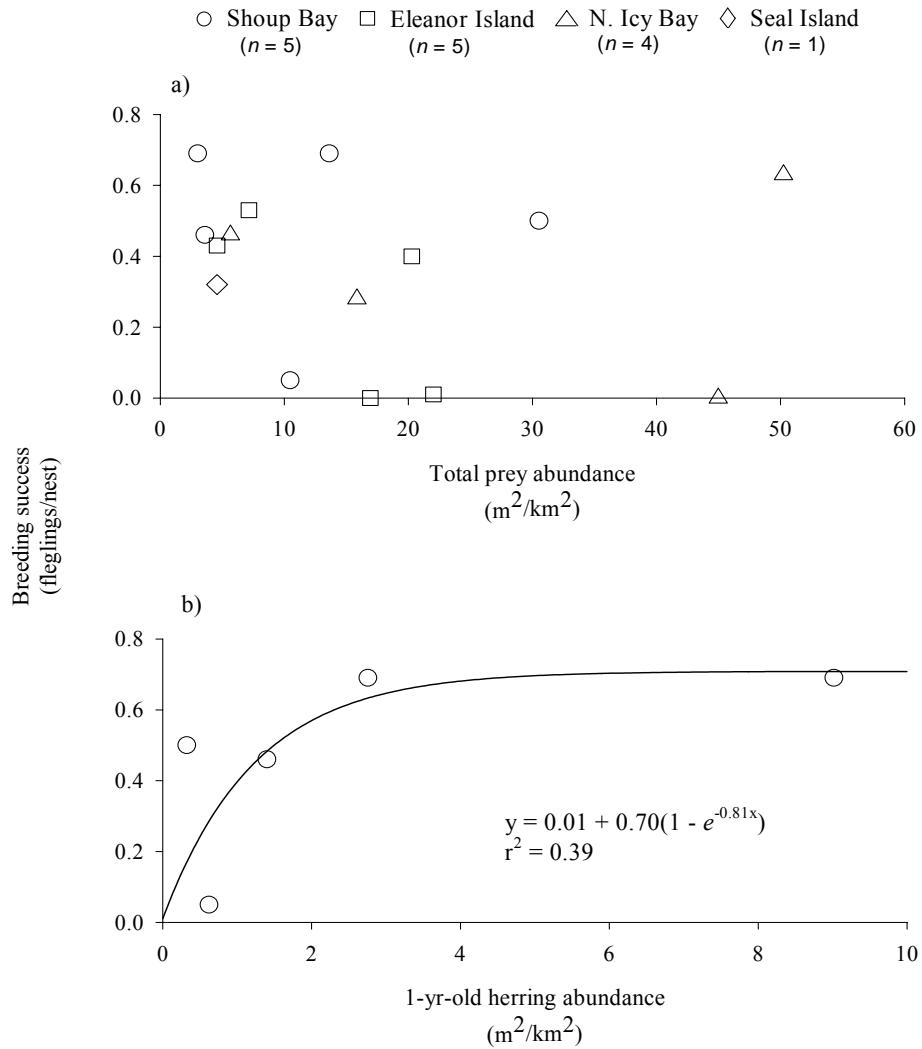 Shoup Bay Eleanor Island N. Icy Bay Seal Island
(n = 5) (n = 5) (n = 4) (n = 1)
a)
0.8
0.6
0.4
0.2
0.0
0 10 20 30 40 50 60
Total prey abundance
(m²/km²)
Breeding success
(fleglings/nest)
b)
0.8
0.6
0.4
0.2
0.0
y = 0.01 + 0.70(1 - e^-0.81x)
r² = 0.39
0 2 4 6 8 10
1-yr-old herring abundance
(m²/km²)